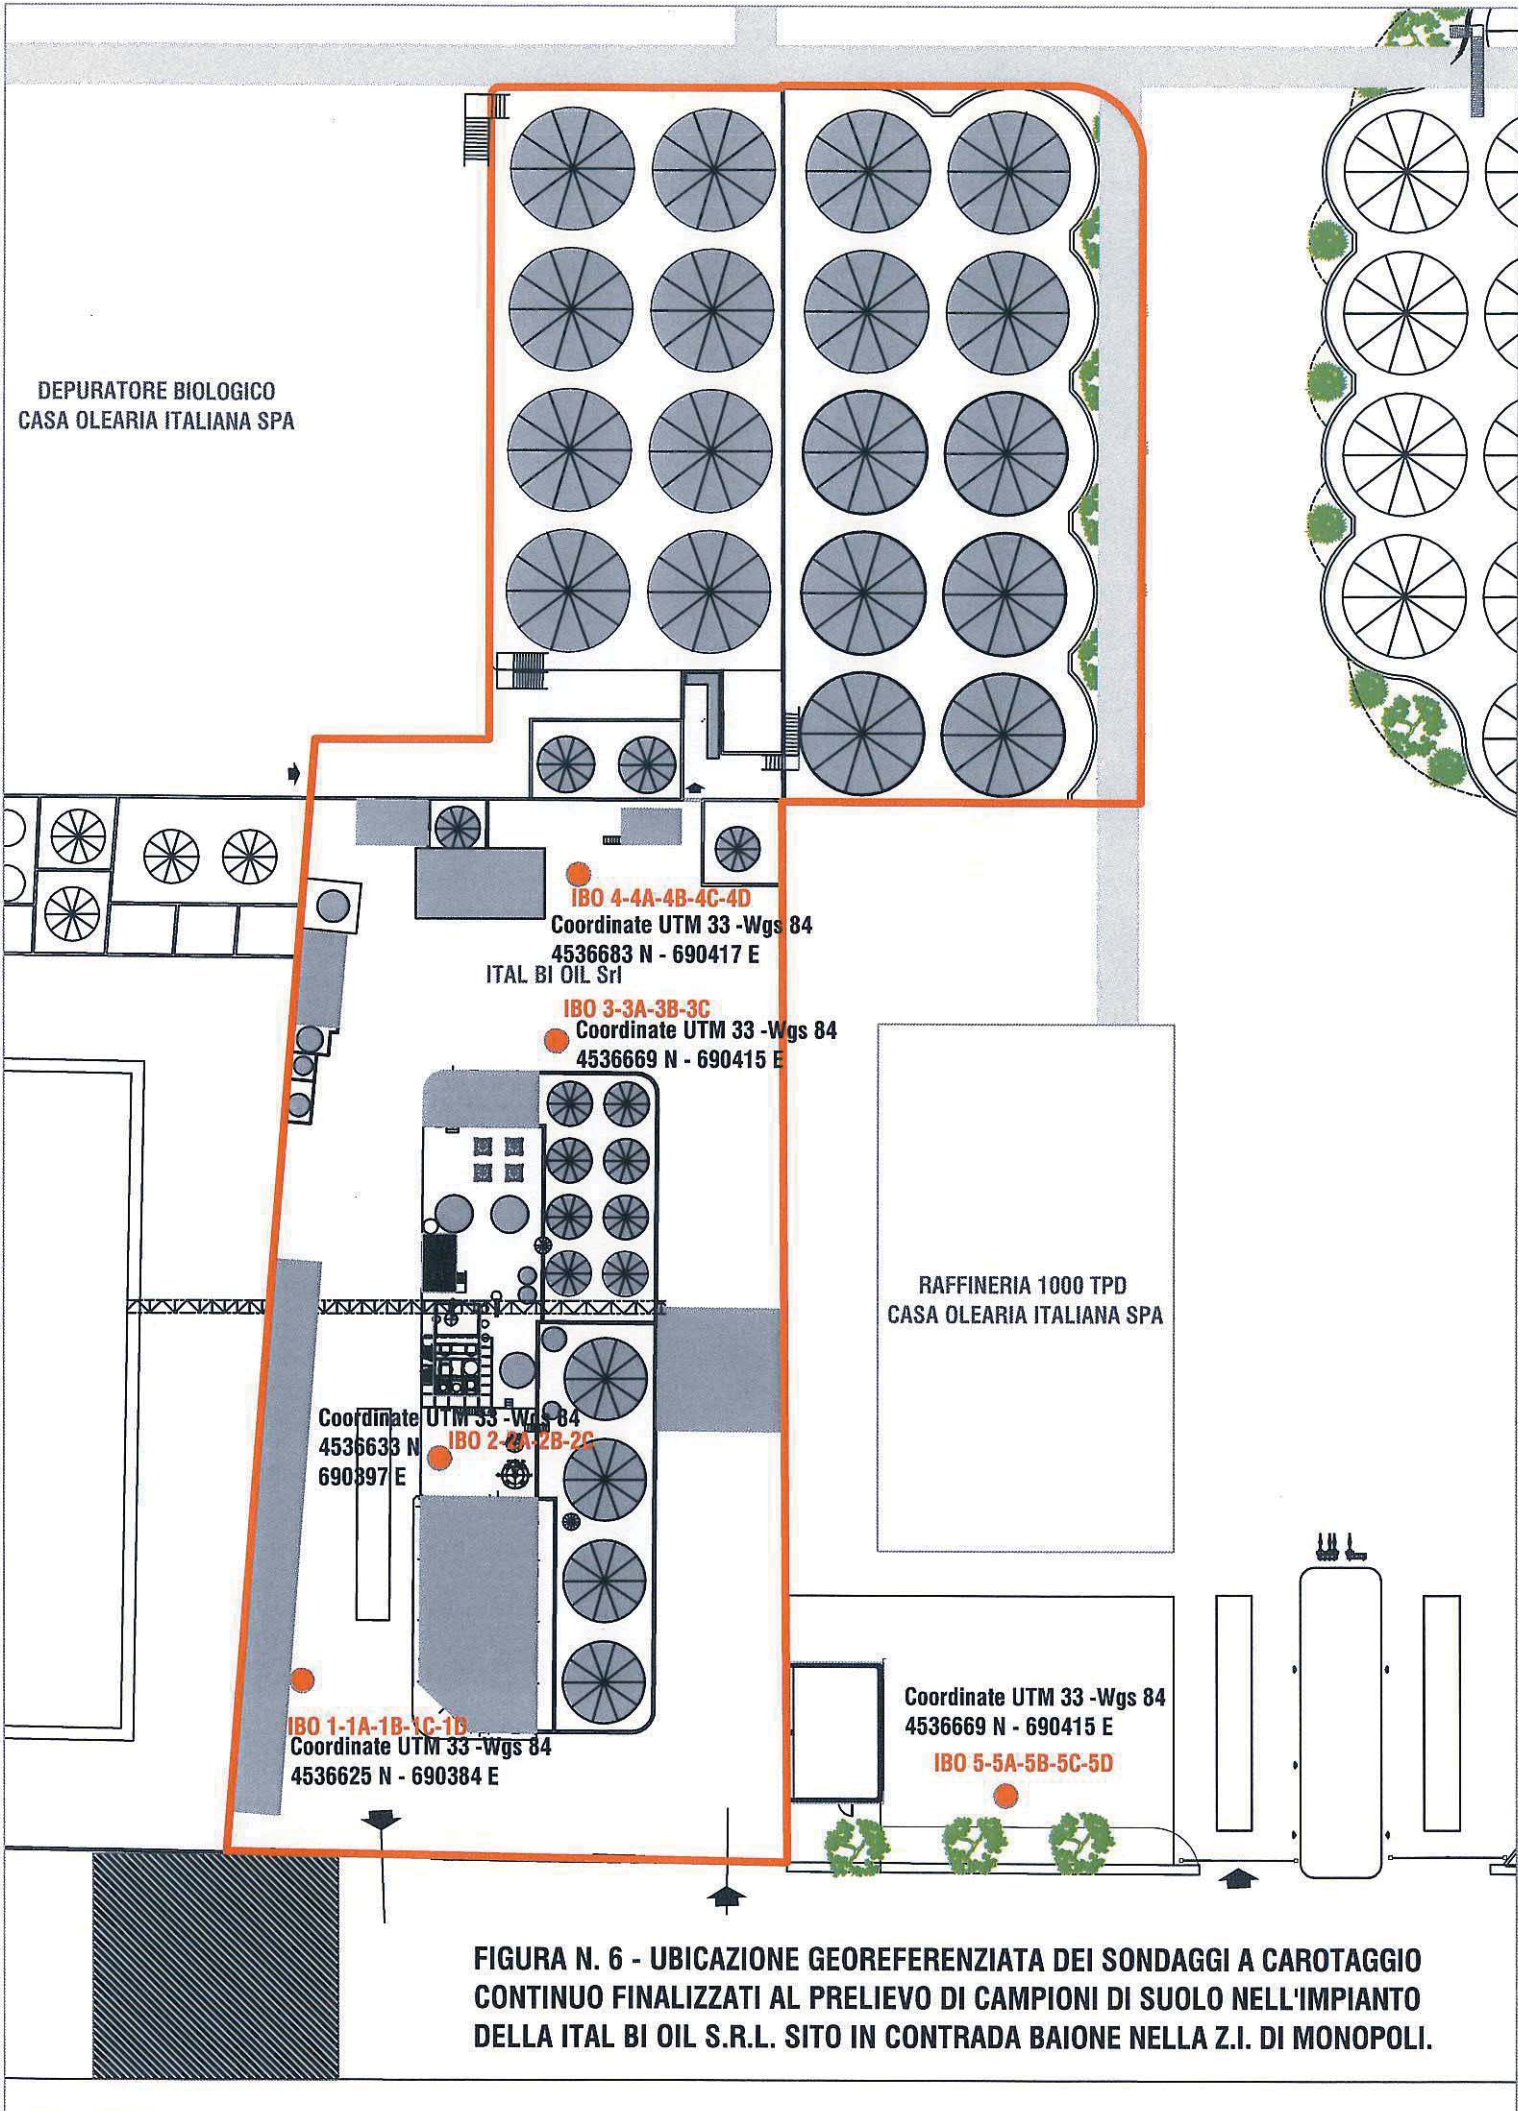 DEPURATORE BIOLOGICO
CASA OLEARIA ITALIANA SPA
IBO 4-4A-4B-4C-4D
Coordinate UTM 33 -Wgs 84
4536683 N - 690417 E
ITAL BI OIL Srl
IBO 3-3A-3B-3C
Coordinate UTM 33 -Wgs 84
4536669 N - 690415 E
RAFFINERIA 1000 TPD
CASA OLEARIA ITALIANA SPA
Coordinate UTM 33 -Wgs 84
4536633 N
IBO 2-2A-2B-2C
690397 E
IBO 1-1A-1B-1C-1D
Coordinate UTM 33 -Wgs 84
4536625 N - 690384 E
Coordinate UTM 33 -Wgs 84
4536669 N - 690415 E
IBO 5-5A-5B-5C-5D
FIGURA N. 6 - UBICAZIONE GEOREFERENZIATA DEI SONDAGGI A CAROTAGGIO
CONTINUO FINALIZZATI AL PRELIEVO DI CAMPIONI DI SUOLO NELL'IMPIANTO
DELLA ITAL BI OIL S.R.L. SITO IN CONTRADA BAIONE NELLA Z.I. DI MONOPOLI.